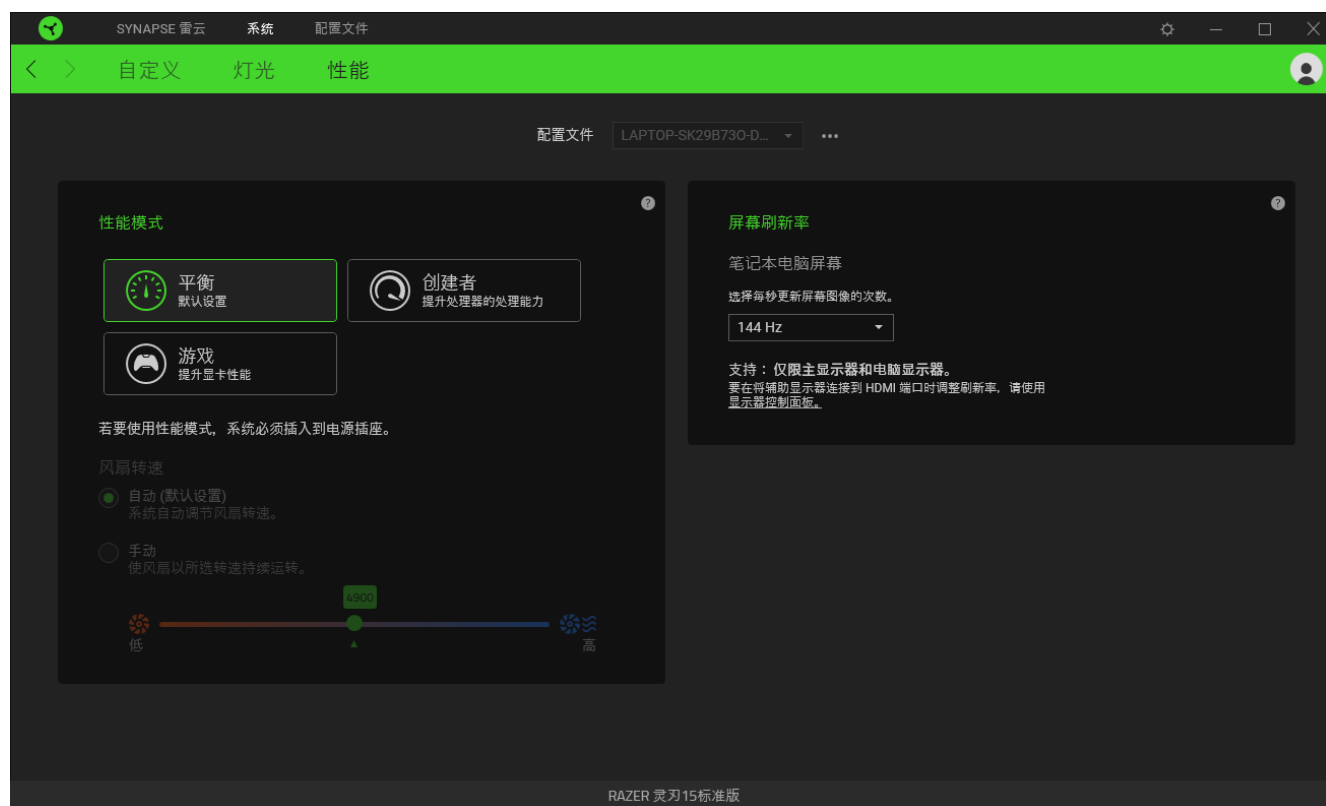 SYNAPSE 雷云 系统 配置文件
自定义 灯光 性能
配置文件 LAPTOP-SK29B73O-D...
性能模式
平衡
默认设置
创建者
提升处理器的处理能力
游戏
提升显卡性能
若要使用性能模式，系统必须插入到电源插座。
风扇转速
自动 (默认设置)
系统自动调节风扇转速。
手动
使风扇以所选转速持续运转。
4900
低 高
屏幕刷新率
笔记本电脑屏幕
选择每秒更新屏幕图像的次数。
144 Hz
支持：仅限主显示器和电脑显示器。
要在将辅助显示器连接到 HDMI 端口时调整刷新率，请使用
显示器控制面板。
RAZER 灵刃15标准版